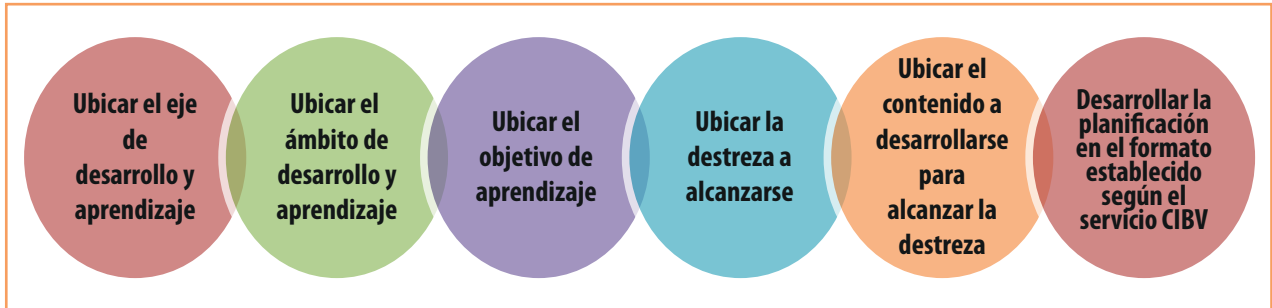 Ubicar el eje
de
desarrollo y
aprendizaje
Ubicar el
ámbito de
desarrollo y
aprendizaje
Ubicar el
objetivo de
aprendizaje
Ubicar la
destreza a
alcanzarse
Ubicar el
contenido a
desarrollarse
para
alcanzar la
destreza
Desarrollar la
planificación
en el formato
establecido
según el
servicio CIBV